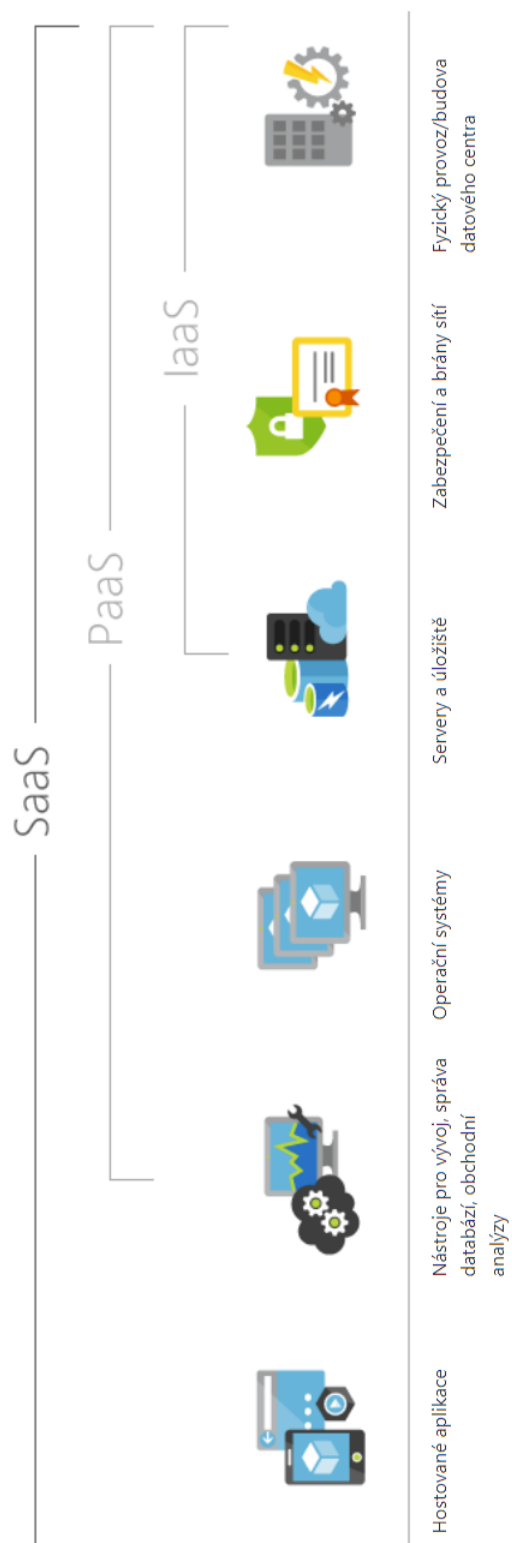 SaaS
PaaS
IaaS
Hostované aplikace
Nástroje pro vývoj, správa
databází, obchodní
analýzy
Operační systémy
Servery a úložiště
Zabezpečení a brány sítí
Fyzický provoz/budova
datového centra